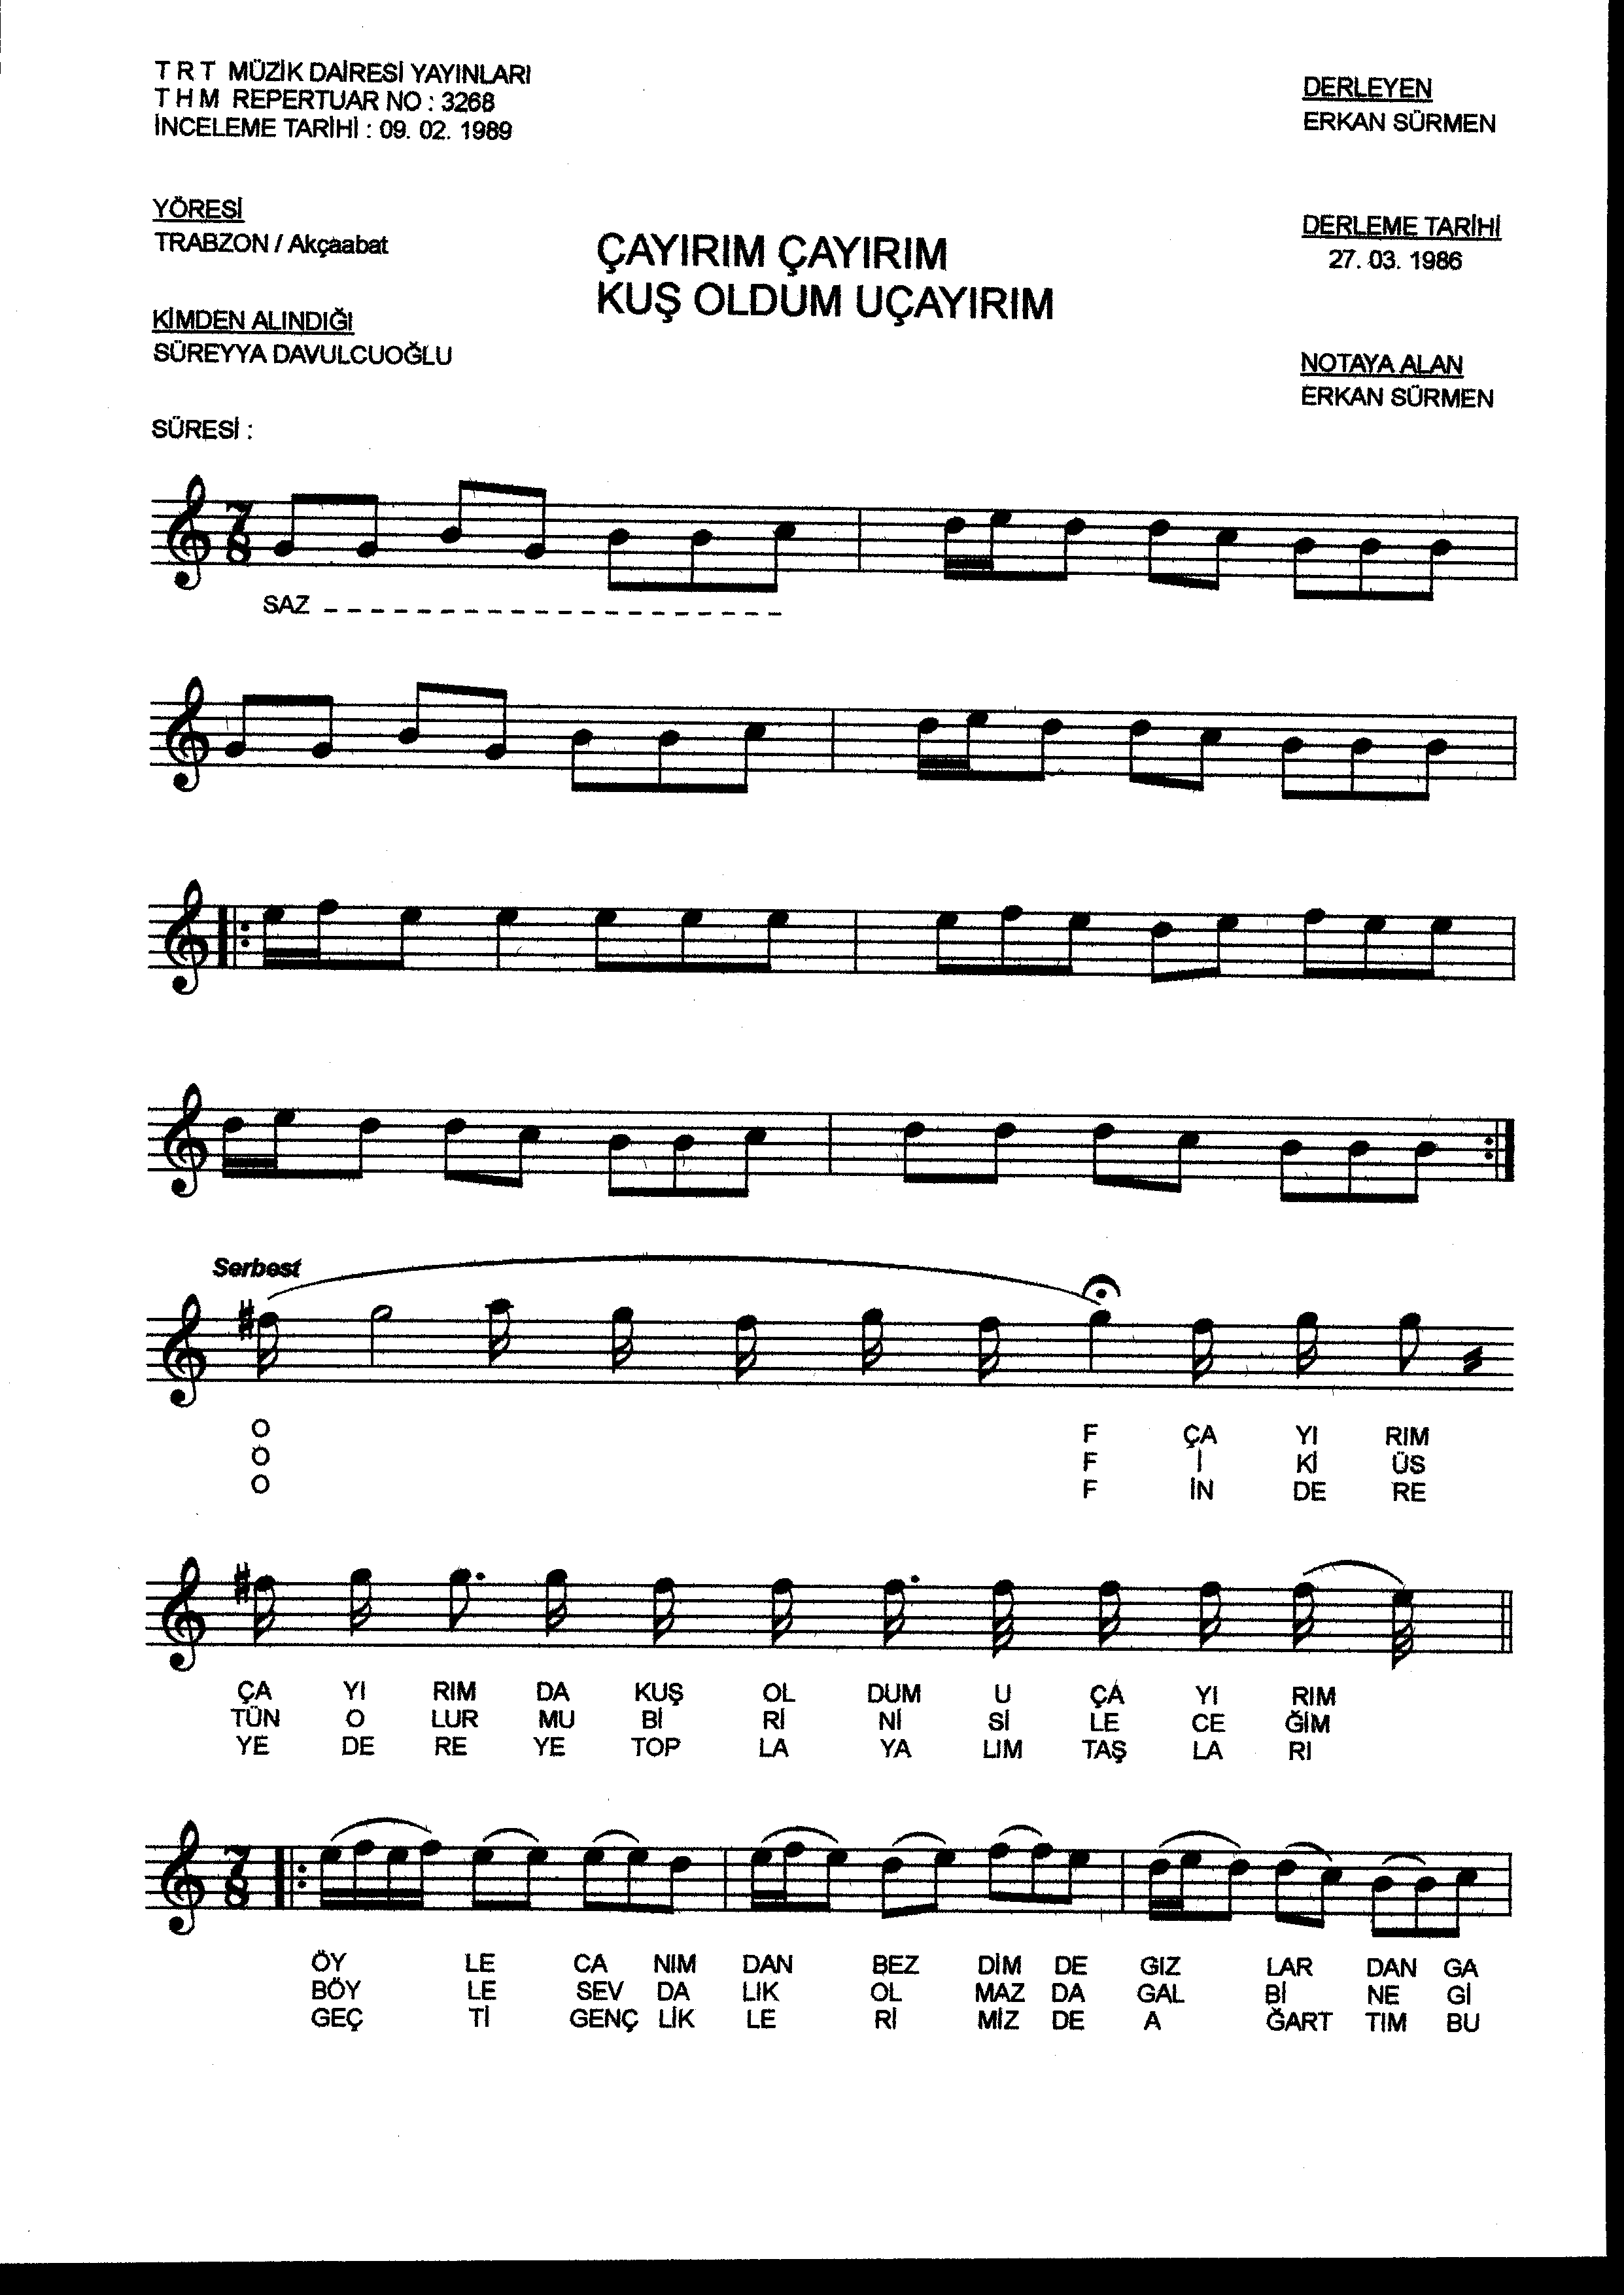 T R T MÜZİK DAİRESİ YAYINLARI
T H M REPERTUAR NO : 3268
İNCELEME TARİHİ : 09. 02. 1989
DERLEYEN
ERKAN SÜRMEN
YÖRESİ
TRABZON / Akçaabat
ÇAYIRIM ÇAYIRIM
KUŞ OLDUM UÇAYIRIM
DERLEME TARİHİ
27. 03. 1986
KİMDEN ALINDIĞI
SÜREYYA DAVULCUOĞLU
NOTAYA ALAN
ERKAN SÜRMEN
SÜRESİ :
7
8
SAZ
Serbest
O F ÇA YI RIM
O F İ Kİ ÜS
O F İN DE RE
ÇA YI RIM DA KUŞ OL DUM U ÇA YI RIM
TÜN O LUR MU Bİ Rİ Nİ Sİ LE CE ĞİM
YE DE RE YE TOP LA YA LIM TAŞ LA RI
7
8
ÖY LE CA NIM DAN BEZ DİM DE GIZ LAR DAN GA
BÖY LE SEV DA LIK OL MAZ DA GAL Bİ NE Gİ
GEÇ Tİ GENÇ LİK LE Rİ MİZ DE A ĞART TIM BU